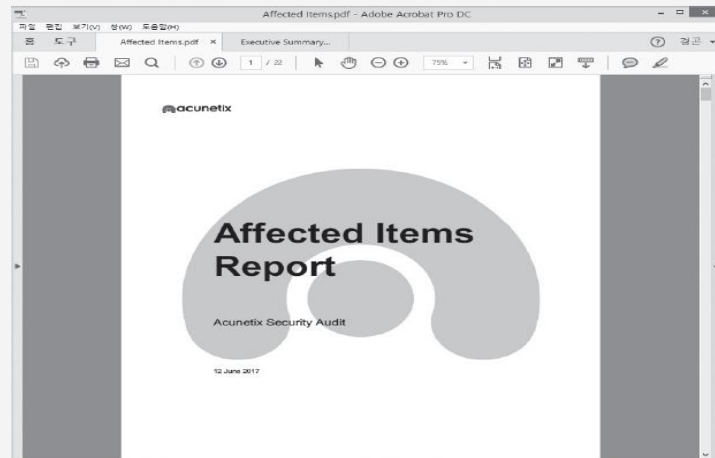 Affected Items.pdf - Adobe Acrobat Pro DC
파일 편집 보기(V) 창(W) 도움말(H)
홈 도구 Affected Items.pdf × Executive Summary...
1 / 22 75%
acunetix
Affected Items
Report
Acunetix Security Audit
12 June 2017